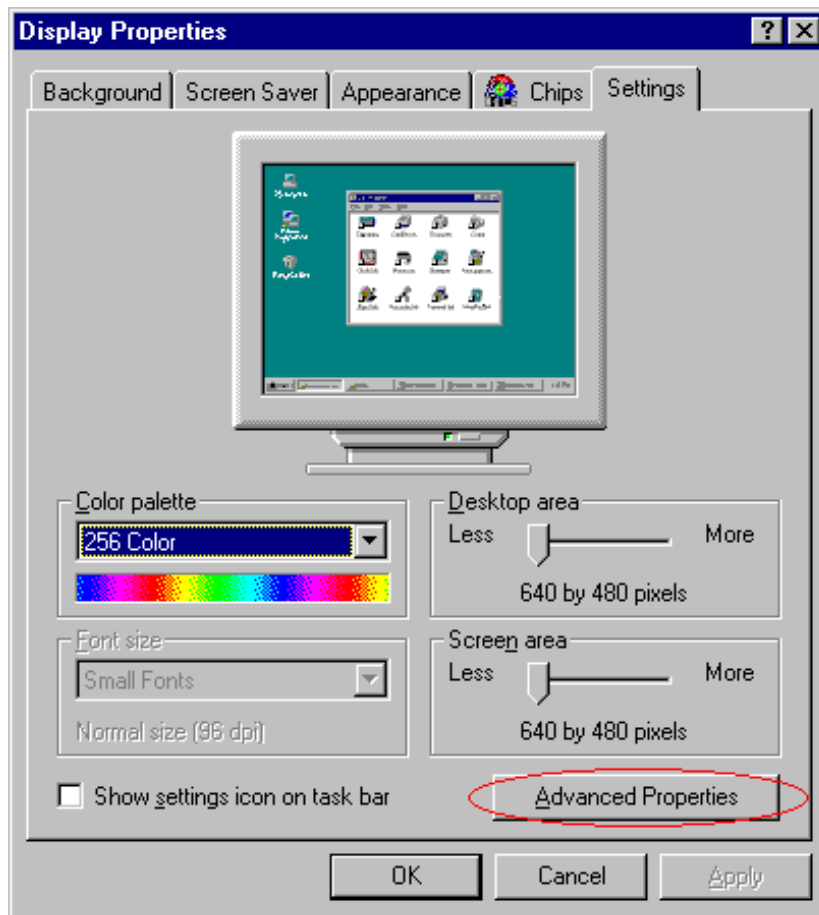 Display Properties
Background Screen Saver Appearance Chips Settings
Color palette
256 Color
Desktop area
Less More
640 by 480 pixels
Font size
Small Fonts
Normal size (96 dpi)
Screen area
Less More
640 by 480 pixels
Show settings icon on task bar
Advanced Properties
OK Cancel Apply